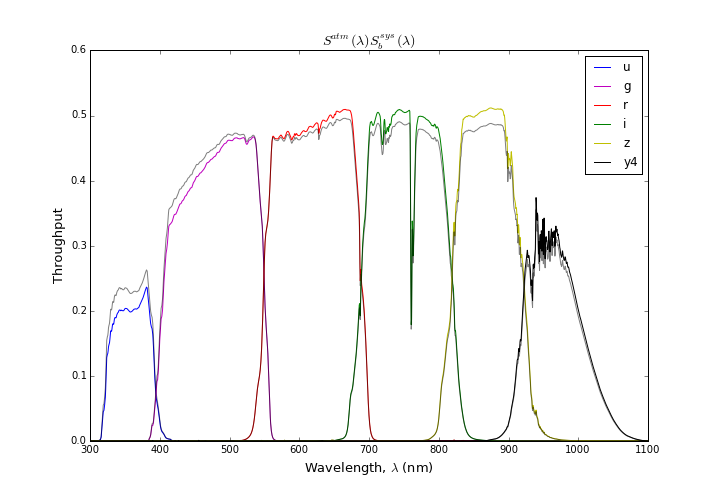 S^{atm}(λ)S_b^{sys}(λ)
0.6
0.5
0.4
0.3
0.2
0.1
0.0
Throughput
u
g
r
i
z
y4
300 400 500 600 700 800 900 1000 1100
Wavelength, λ (nm)